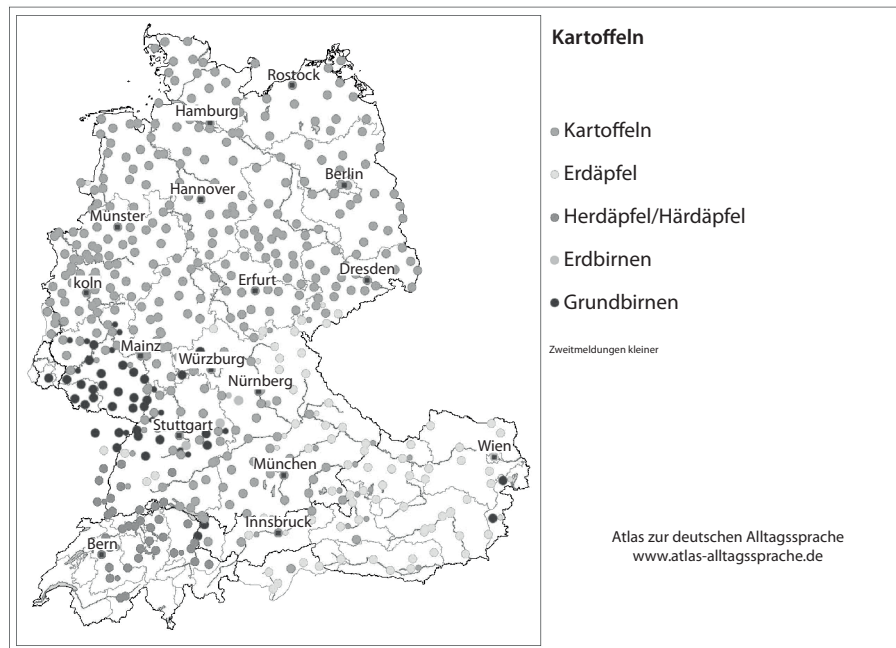 Kartoffeln
Kartoffeln
Erdäpfel
Herdäpfel/Härdäpfel
Erdbirnen
Grundbirnen
Zweitmeldungen kleiner
Atlas zur deutschen Alltagssprache
www.atlas-alltagssprache.de
Rostock
Hamburg
Berlin
Hannover
Münster
koln
Erfurt
Dresden
Mainz
Würzburg
Nürnberg
Stuttgart
München
Wien
Innsbruck
Bern